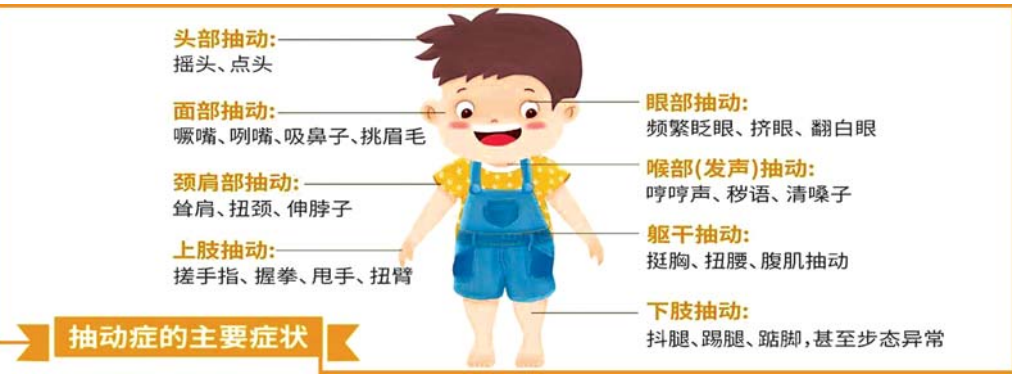 头部抽动:
摇头、点头
面部抽动:
噘嘴、咧嘴、吸鼻子、挑眉毛
颈肩部抽动:
耸肩、扭颈、伸脖子
上肢抽动:
搓手指、握拳、甩手、扭臂
眼部抽动:
频繁眨眼、挤眼、翻白眼
喉部(发声)抽动:
哼哼声、秽语、清嗓子
躯干抽动:
挺胸、扭腰、腹肌抽动
下肢抽动:
抖腿、踢腿、踮脚,甚至步态异常
抽动症的主要症状